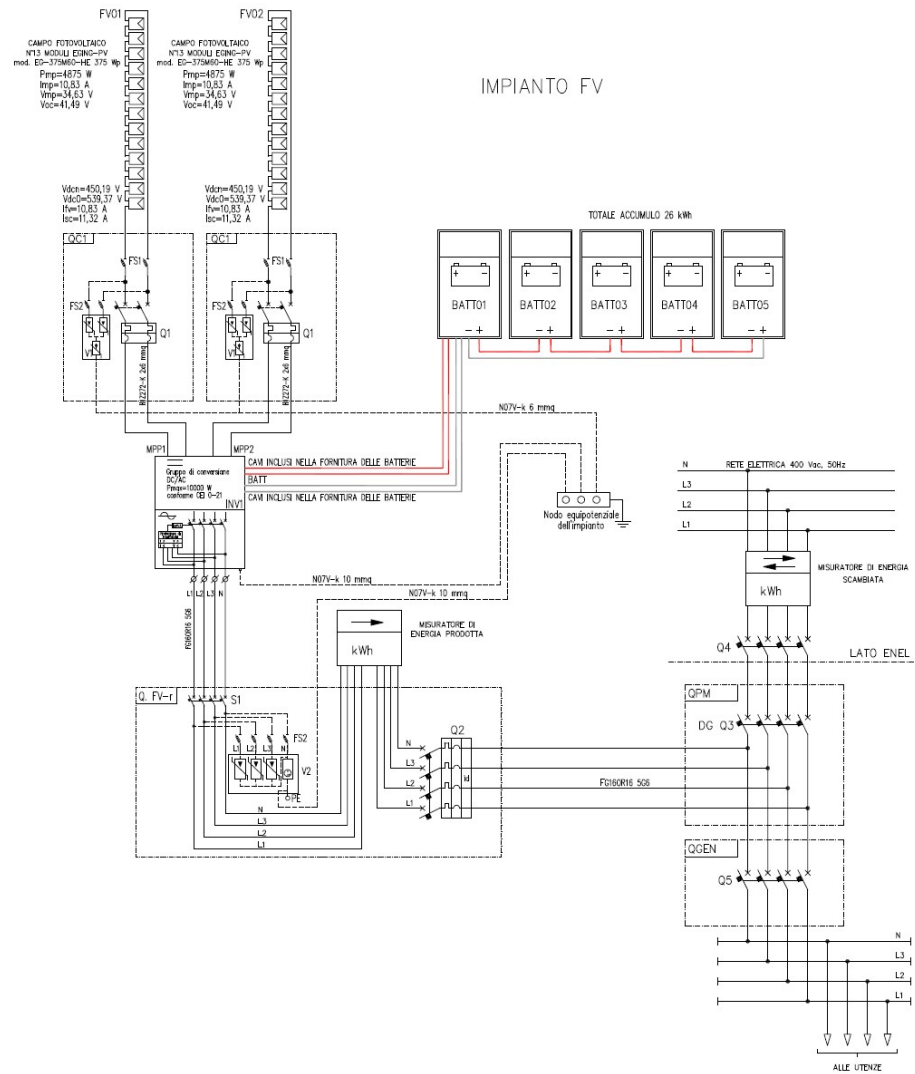 FV01
FV02
CAMPO FOTOVOLTAICO
N°13 MODULI EGING-PV
mod. EG-375M60-HE 375 Wp
Pmp=4875 W
Imp=10,83 A
Vmp=34,63 V
Voc=41,49 V
CAMPO FOTOVOLTAICO
N°13 MODULI EGING-PV
mod. EG-375M60-HE 375 Wp
Pmp=4875 W
Imp=10,83 A
Vmp=34,63 V
Voc=41,49 V
IMPIANTO FV
Vdcn=450,19 V
Vdc0=539,37 V
Ifv=10,83 A
Isc=11,32 A
Vdcn=450,19 V
Vdc0=539,37 V
Ifv=10,83 A
Isc=11,32 A
QC1
QC1
FS1
FS1
FS2
FS2
Q1
Q1
V1
V1
H1Z2Z2-K 2x6 mmq
H1Z2Z2-K 2x6 mmq
TOTALE ACCUMULO 26 kWh
+ -
+ -
+ -
+ -
+ -
BATT01
BATT02
BATT03
BATT04
BATT05
- +
- +
- +
- +
- +
N07V-k 6 mmq
MPP1
MPP2
Gruppo di conversione
DC/AC
Pmax=10000 W
conforme CEI 0-21
INV1
CAVI INCLUSI NELLA FORNITURA DELLE BATTERIE
BATT
CAVI INCLUSI NELLA FORNITURA DELLE BATTERIE
Nodo equipotenziale
dell'impianto
N
RETE ELETTRICA 400 Vac, 50Hz
L3
L2
L1
MISURATORE DI ENERGIA
SCAMBIATA
kWh
N07V-k 10 mmq
N07V-k 10 mmq
L1 L2 L3 N
FG16OR16 5G6
MISURATORE DI
ENERGIA PRODOTTA
kWh
Q4
LATO ENEL
Q. FV-r
S1
FS2
L1 L2 L3 N
V2
PE
N
L3
L2
L1
Q2
N
L3
L2
L1
Id
FG16OR16 5G6
QPM
DG Q3
QGEN
Q5
N
L3
L2
L1
ALLE UTENZE